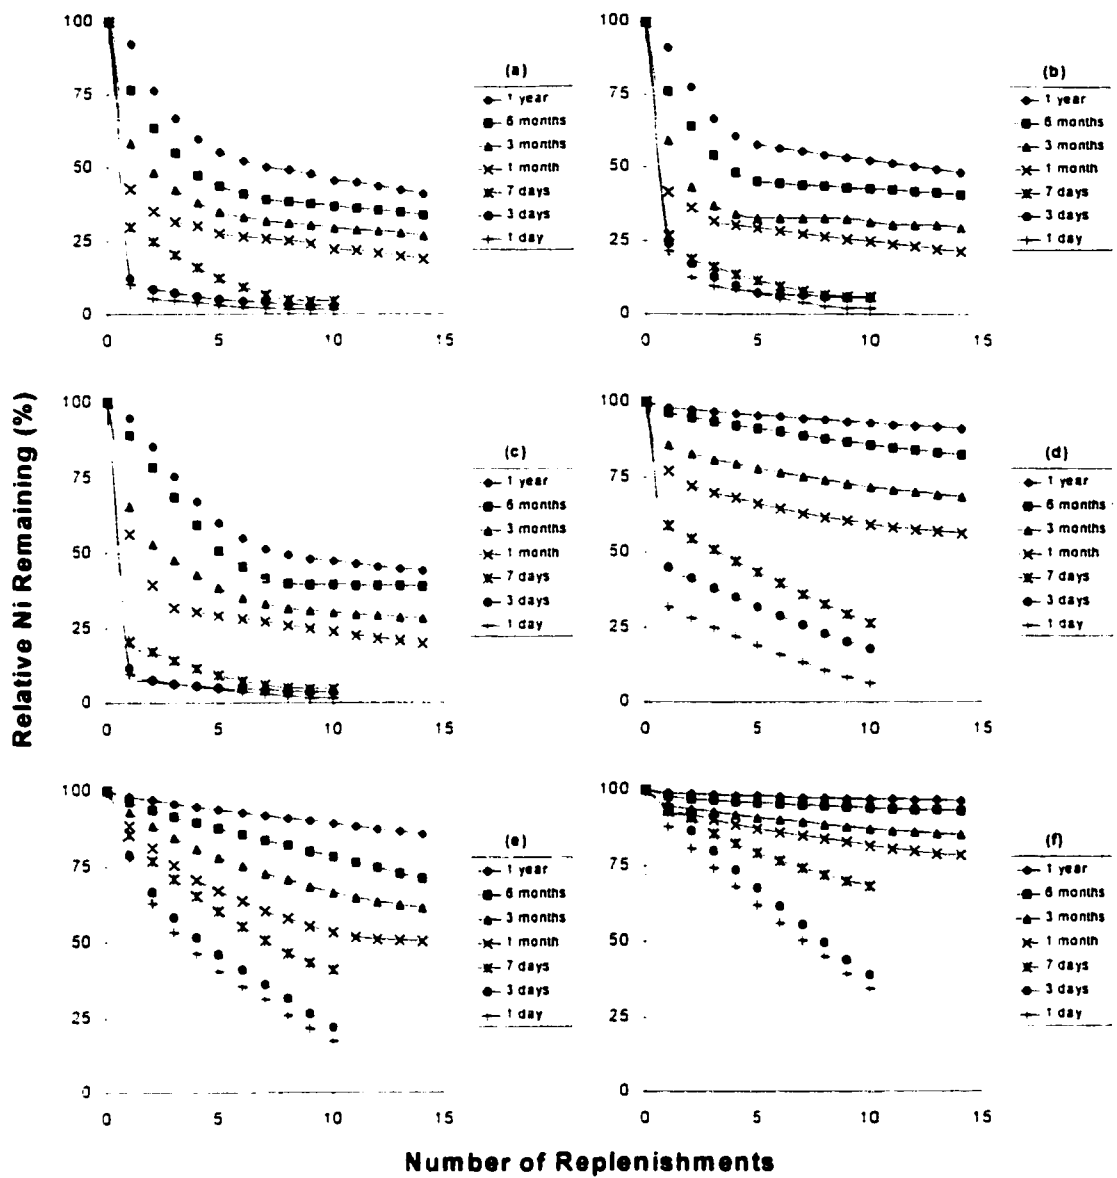 (a)
100
75
50
25
0
0 5 10 15
1 year
6 months
3 months
1 month
7 days
3 days
1 day
(b)
100
75
50
25
0
0 5 10 15
1 year
6 months
3 months
1 month
7 days
3 days
1 day
Relative Ni Remaining (%)
(c)
100
75
50
25
0
0 5 10 15
1 year
6 months
3 months
1 month
7 days
3 days
1 day
(d)
100
75
50
25
0
0 5 10 15
1 year
6 months
3 months
1 month
7 days
3 days
1 day
(e)
100
75
50
25
0
0 5 10 15
1 year
6 months
3 months
1 month
7 days
3 days
1 day
(f)
100
75
50
25
0
0 5 10 15
1 year
6 months
3 months
1 month
7 days
3 days
1 day
Number of Replenishments